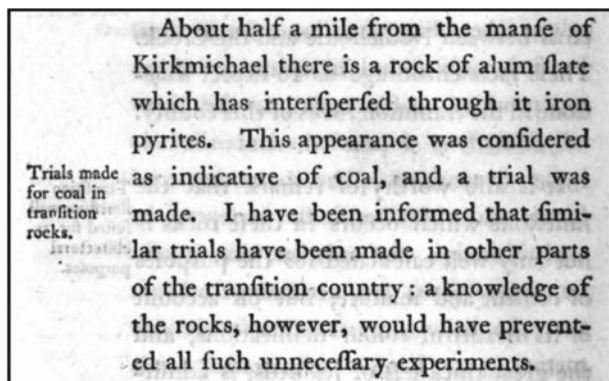 About half a mile from the manſe of
Kirkmichael there is a rock of alum ſlate
which has interſperſed through it iron
pyrites. This appearance was conſidered
as indicative of coal, and a trial was
made. I have been informed that ſimi-
lar trials have been made in other parts
of the tranſition country : a knowledge of
the rocks, however, would have prevent-
ed all ſuch unneceſſary experiments.
Trials made
for coal in
tranſition
rocks.